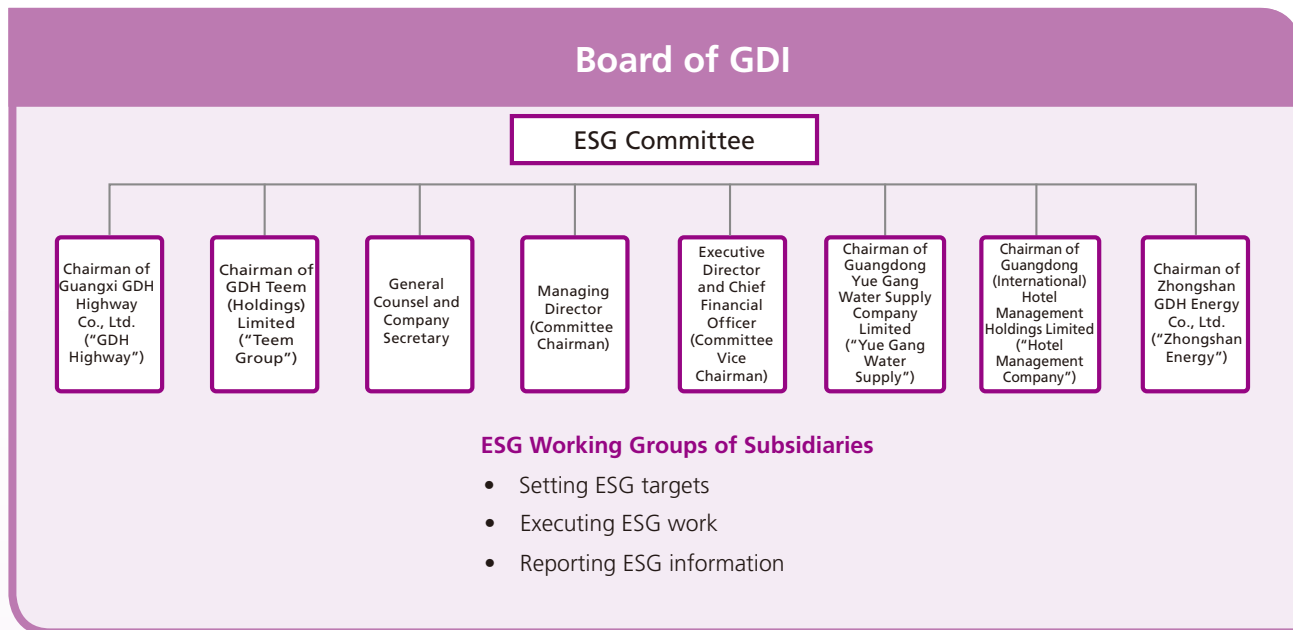 Board of GDI
ESG Committee
Chairman of
Guangxi GDH
Highway
Co., Ltd.
(“GDH
Highway”)
Chairman of
GDH Teem
(Holdings)
Limited
(“Teem
Group”)
General
Counsel and
Company
Secretary
Managing
Director
(Committee
Chairman)
Executive
Director
and Chief
Financial
Officer
(Committee
Vice
Chairman)
Chairman of
Guangdong
Yue Gang
Water Supply
Company
Limited
(“Yue Gang
Water
Supply”)
Chairman of
Guangdong
(International)
Hotel
Management
Holdings Limited
(“Hotel
Management
Company”)
Chairman of
Zhongshan
GDH Energy
Co., Ltd.
(“Zhongshan
Energy”)
ESG Working Groups of Subsidiaries
• Setting ESG targets
• Executing ESG work
• Reporting ESG information